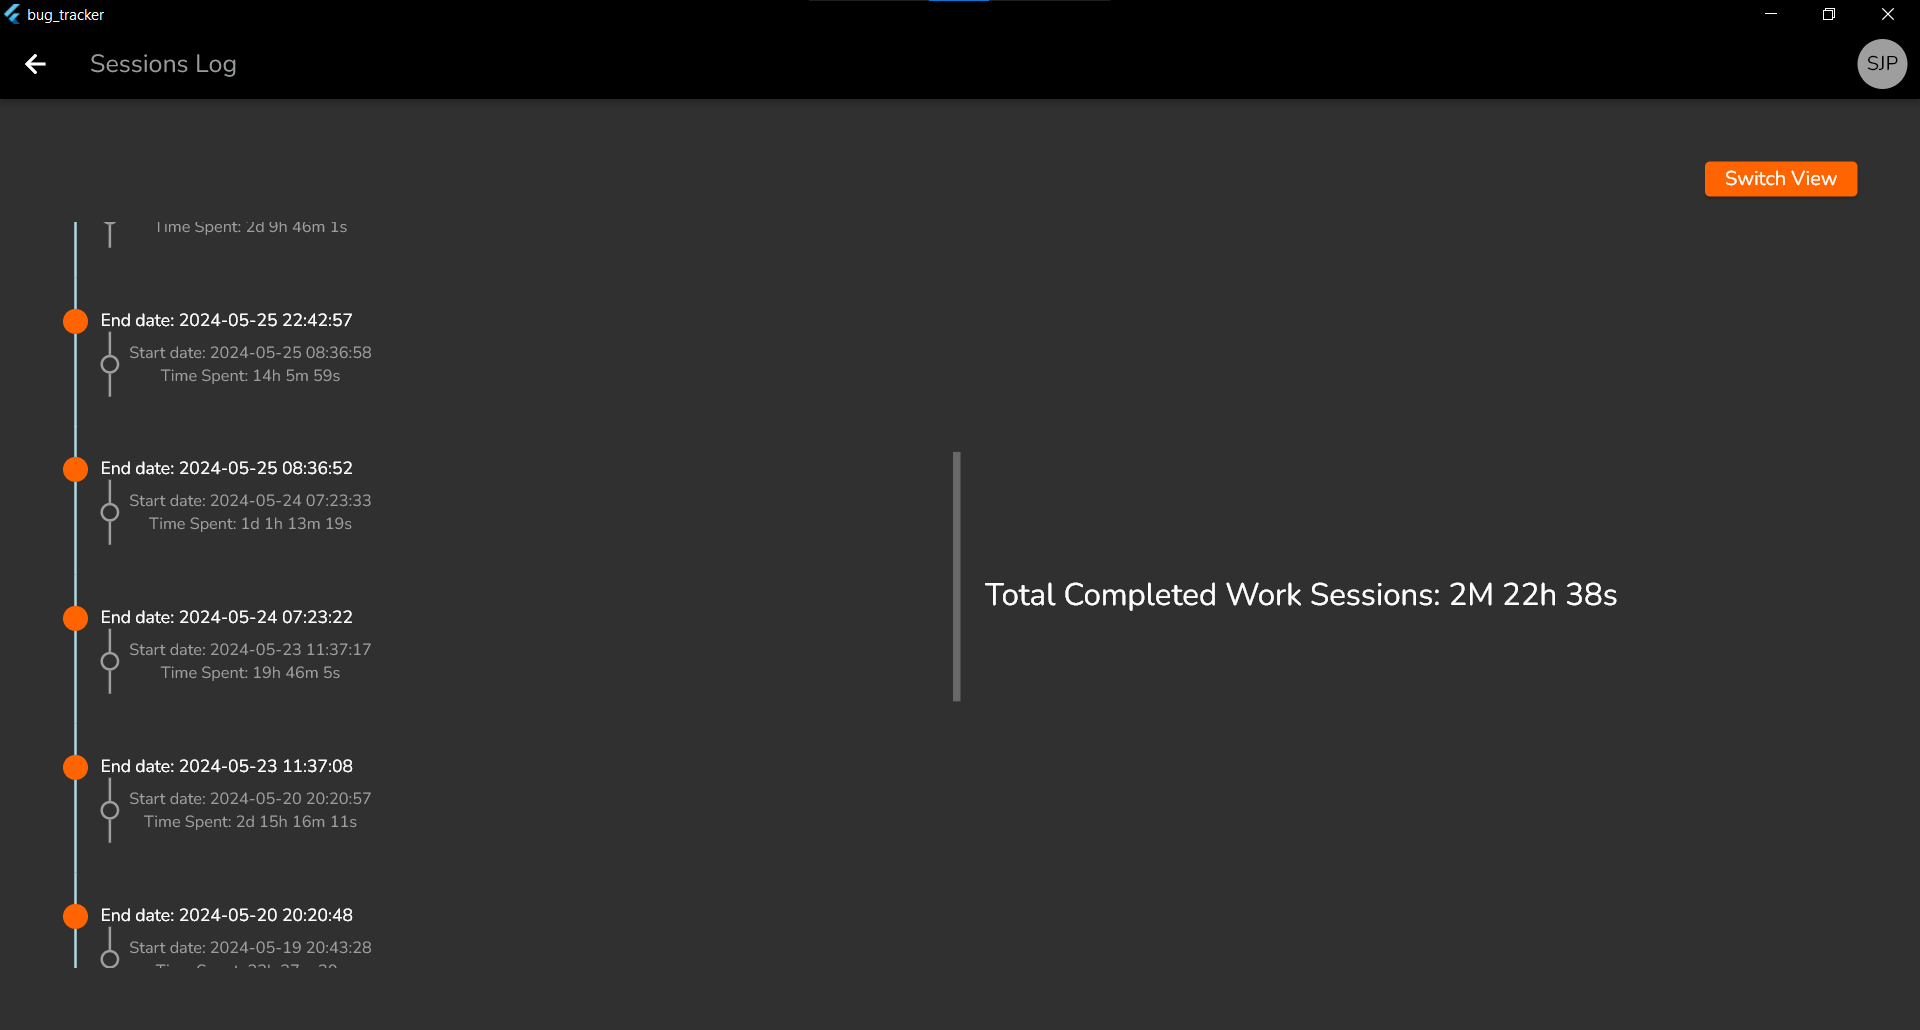 bug_tracker
Sessions Log
SJP
Switch View
Time Spent: 2d 9h 46m 1s
End date: 2024-05-25 22:42:57
Start date: 2024-05-25 08:36:58
Time Spent: 14h 5m 59s
End date: 2024-05-25 08:36:52
Start date: 2024-05-24 07:23:33
Time Spent: 1d 1h 13m 19s
End date: 2024-05-24 07:23:22
Start date: 2024-05-23 11:37:17
Time Spent: 19h 46m 5s
End date: 2024-05-23 11:37:08
Start date: 2024-05-20 20:20:57
Time Spent: 2d 15h 16m 11s
End date: 2024-05-20 20:20:48
Start date: 2024-05-19 20:43:28
Total Completed Work Sessions: 2M 22h 38s